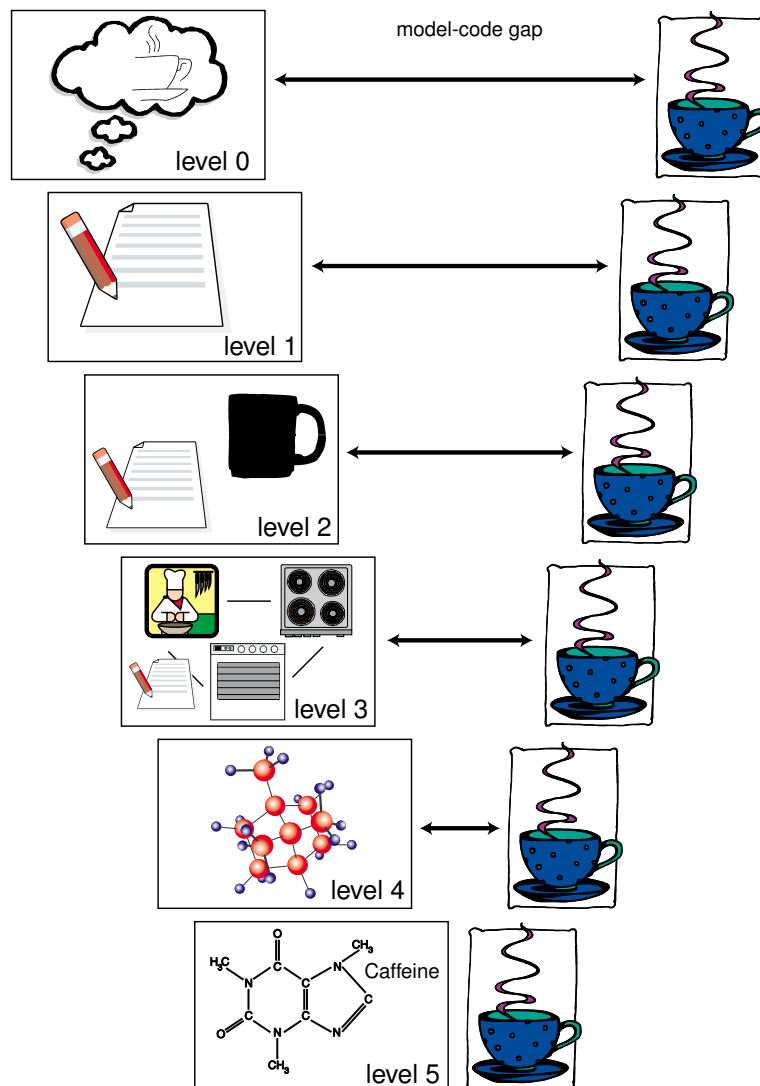 model-code gap
level 0
level 1
level 2
level 3
level 4
O
CH₃
H₃C
C
N
Caffeine
N
C
C
C
C
O
N
N
CH₃
level 5